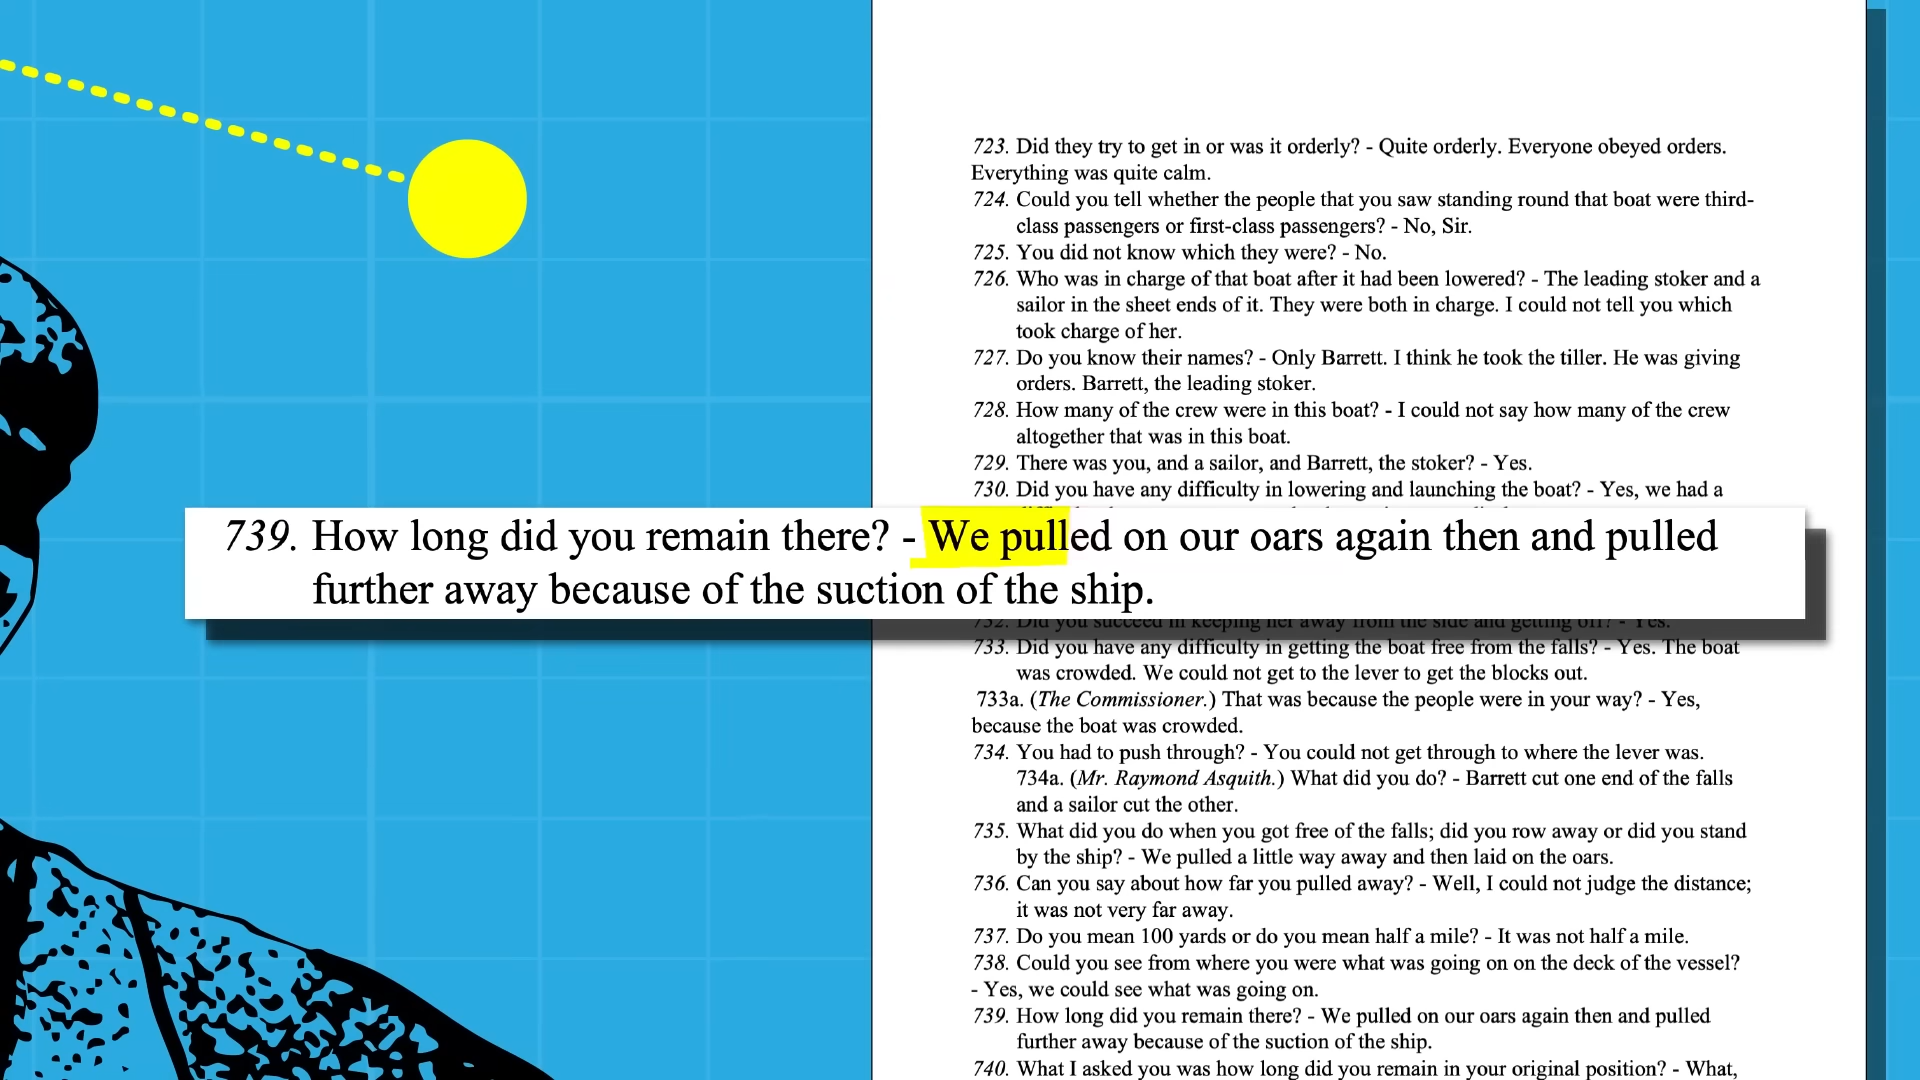 723. Did they try to get in or was it orderly? - Quite orderly. Everyone obeyed orders.
Everything was quite calm.
724. Could you tell whether the people that you saw standing round that boat were third-
class passengers or first-class passengers? - No, Sir.
725. You did not know which they were? - No.
726. Who was in charge of that boat after it had been lowered? - The leading stoker and a
sailor in the sheet ends of it. They were both in charge. I could not tell you which
took charge of her.
727. Do you know their names? - Only Barrett. I think he took the tiller. He was giving
orders. Barrett, the leading stoker.
728. How many of the crew were in this boat? - I could not say how many of the crew
altogether that was in this boat.
729. There was you, and a sailor, and Barrett, the stoker? - Yes.
730. Did you have any difficulty in lowering and launching the boat? - Yes, we had a
739. How long did you remain there? - We pulled on our oars again then and pulled
further away because of the suction of the ship.
732. Did you succeed in keeping her away from the side and getting off? - Yes.
733. Did you have any difficulty in getting the boat free from the falls? - Yes. The boat
was crowded. We could not get to the lever to get the blocks out.
733a. (The Commissioner.) That was because the people were in your way? - Yes,
because the boat was crowded.
734. You had to push through? - You could not get through to where the lever was.
734a. (Mr. Raymond Asquith.) What did you do? - Barrett cut one end of the falls
and a sailor cut the other.
735. What did you do when you got free of the falls; did you row away or did you stand
by the ship? - We pulled a little way away and then laid on the oars.
736. Can you say about how far you pulled away? - Well, I could not judge the distance;
it was not very far away.
737. Do you mean 100 yards or do you mean half a mile? - It was not half a mile.
738. Could you see from where you were what was going on on the deck of the vessel?
- Yes, we could see what was going on.
739. How long did you remain there? - We pulled on our oars again then and pulled
further away because of the suction of the ship.
740. What I asked you was how long did you remain in your original position? - What,